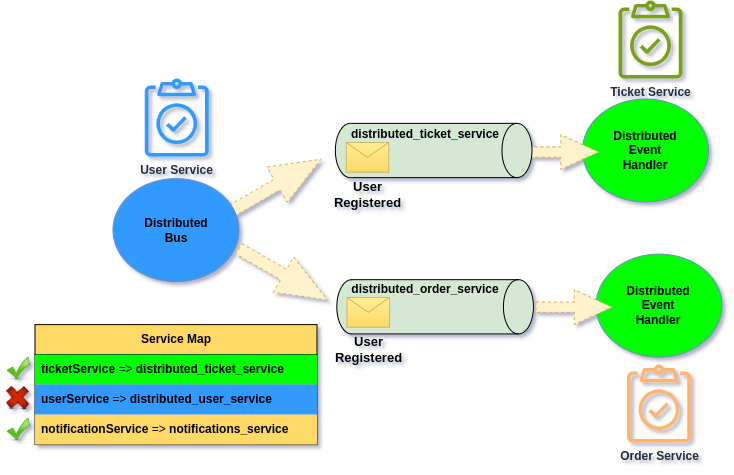 Ticket Service
distributed_ticket_service
Distributed
Event
Handler
User Service
User
Registered
Distributed
Bus
distributed_order_service
Distributed
Event
Handler
User
Registered
Service Map
ticketService => distributed_ticket_service
userService => distributed_user_service
notificationService => notifications_service
Order Service